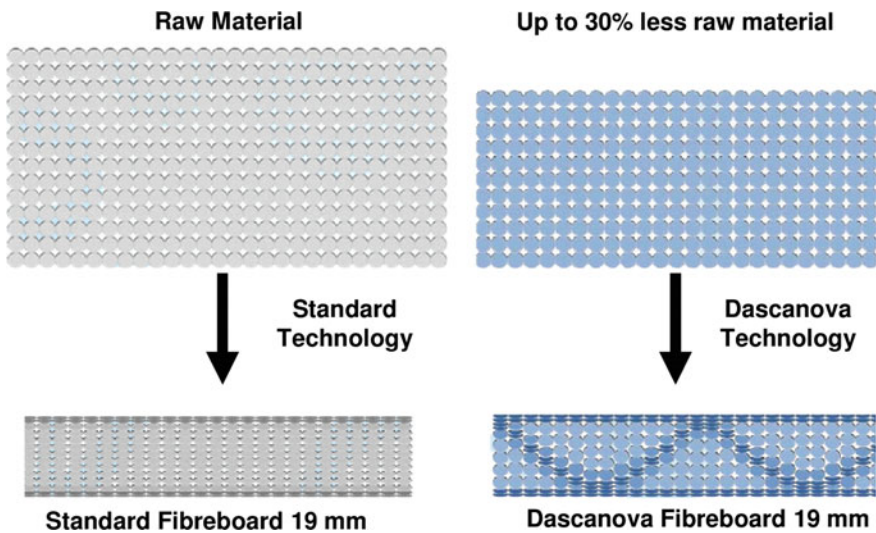 Raw Material
Up to 30% less raw material
Standard
Technology
Dascanova
Technology
Standard Fibreboard 19 mm
Dascanova Fibreboard 19 mm